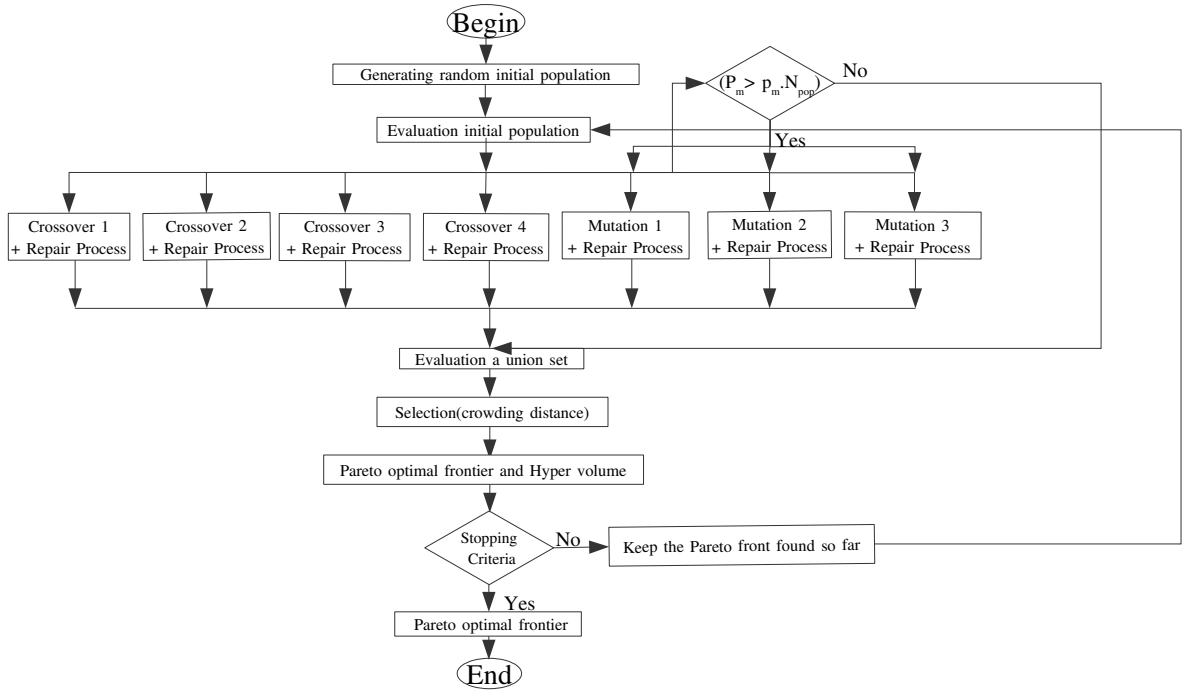 Begin
Generating random initial population
(P_m > p_m.N_pop)
No
Evaluation initial population
Yes
Crossover 1
+ Repair Process
Crossover 2
+ Repair Process
Crossover 3
+ Repair Process
Crossover 4
+ Repair Process
Mutation 1
+ Repair Process
Mutation 2
+ Repair Process
Mutation 3
+ Repair Process
Evaluation a union set
Selection(crowding distance)
Pareto optimal frontier and Hyper volume
Stopping
Criteria
No
Keep the Pareto front found so far
Yes
Pareto optimal frontier
End